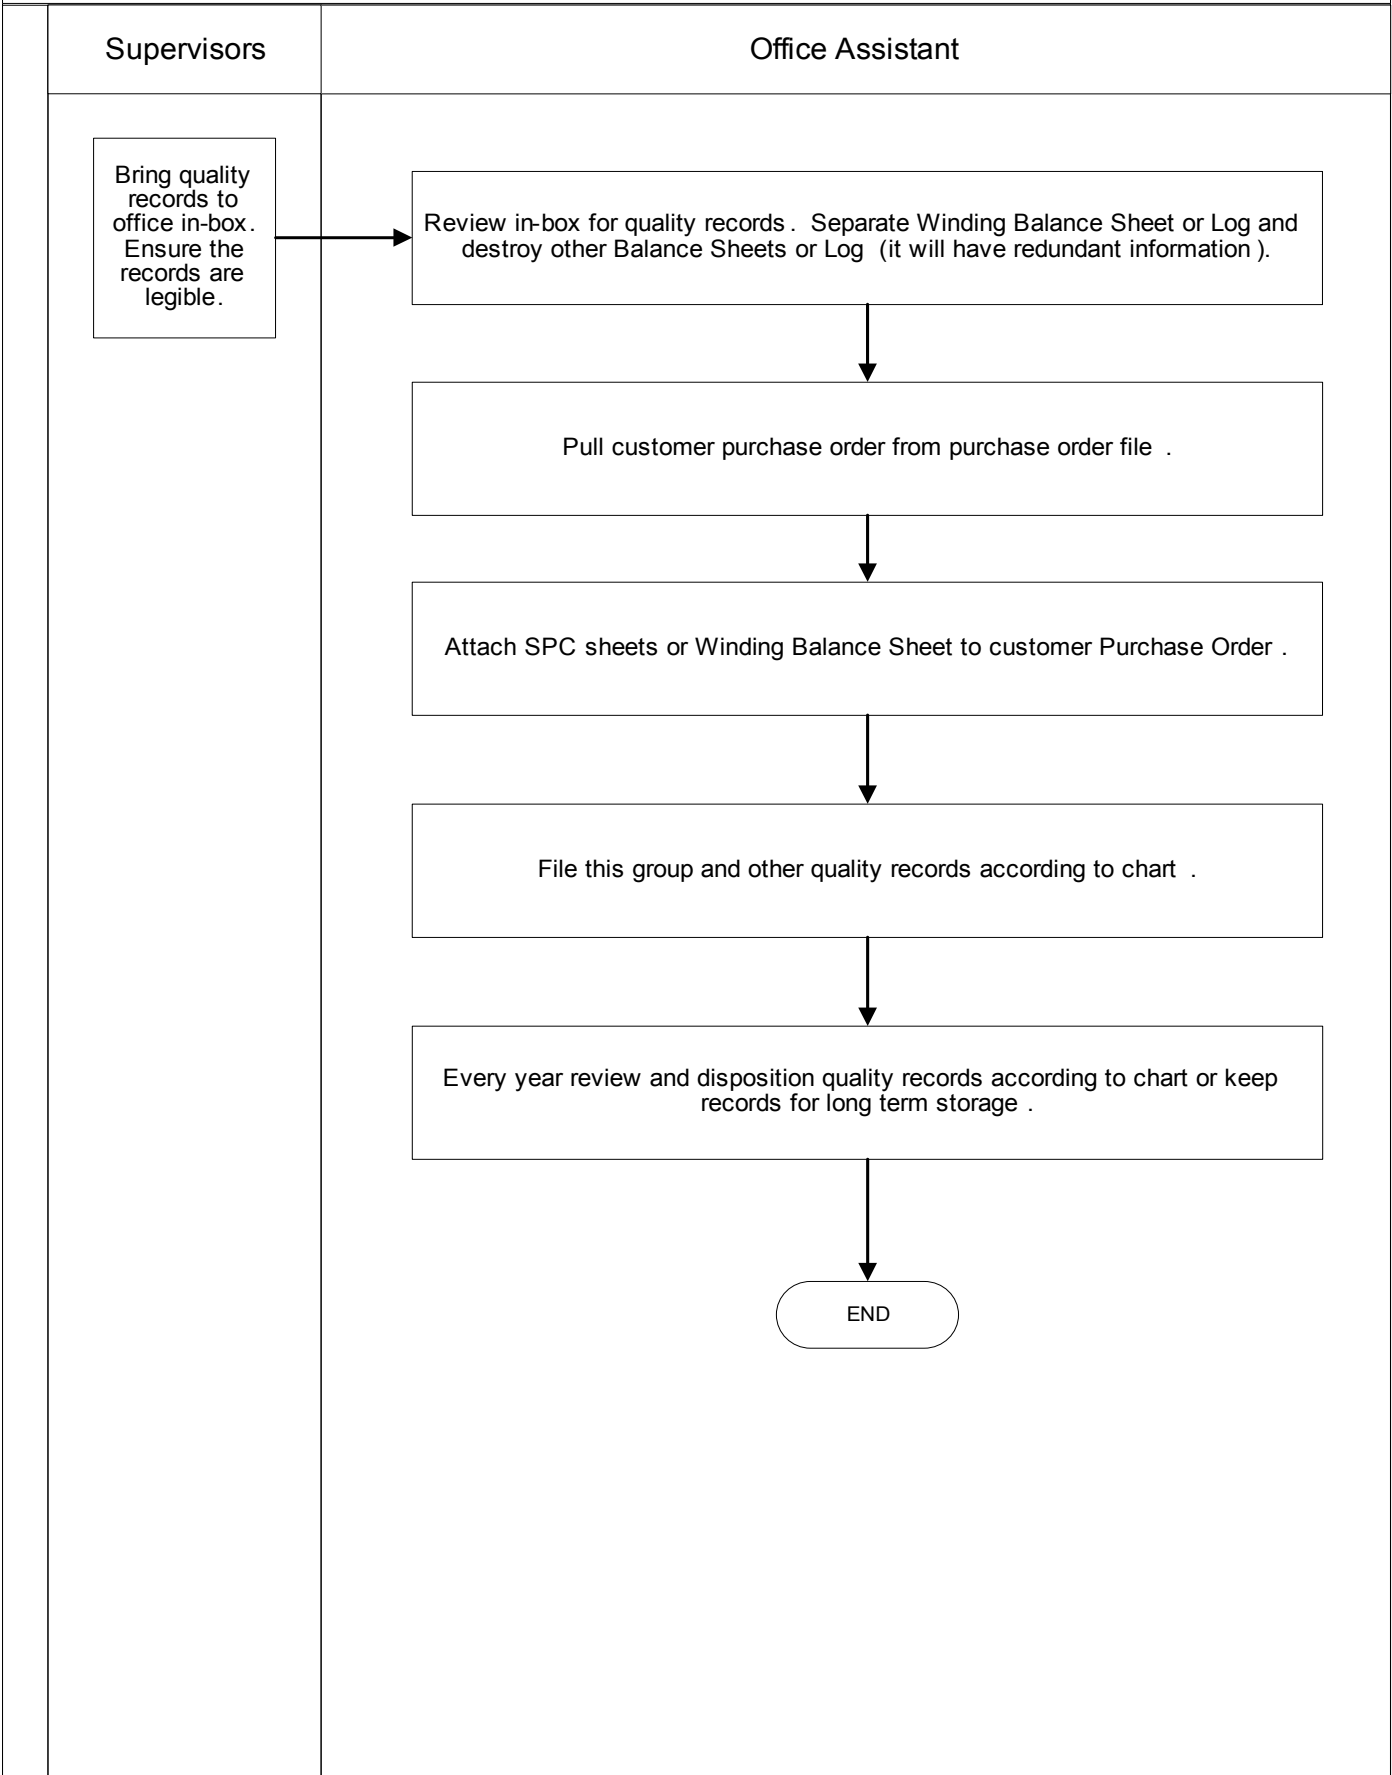 Supervisors
Office Assistant
Bring quality
records to
office in-box.
Ensure the
records are
legible.
Review in-box for quality records. Separate Winding Balance Sheet or Log and
destroy other Balance Sheets or Log (it will have redundant information ).
Pull customer purchase order from purchase order file .
Attach SPC sheets or Winding Balance Sheet to customer Purchase Order .
File this group and other quality records according to chart .
Every year review and disposition quality records according to chart or keep
records for long term storage .
END